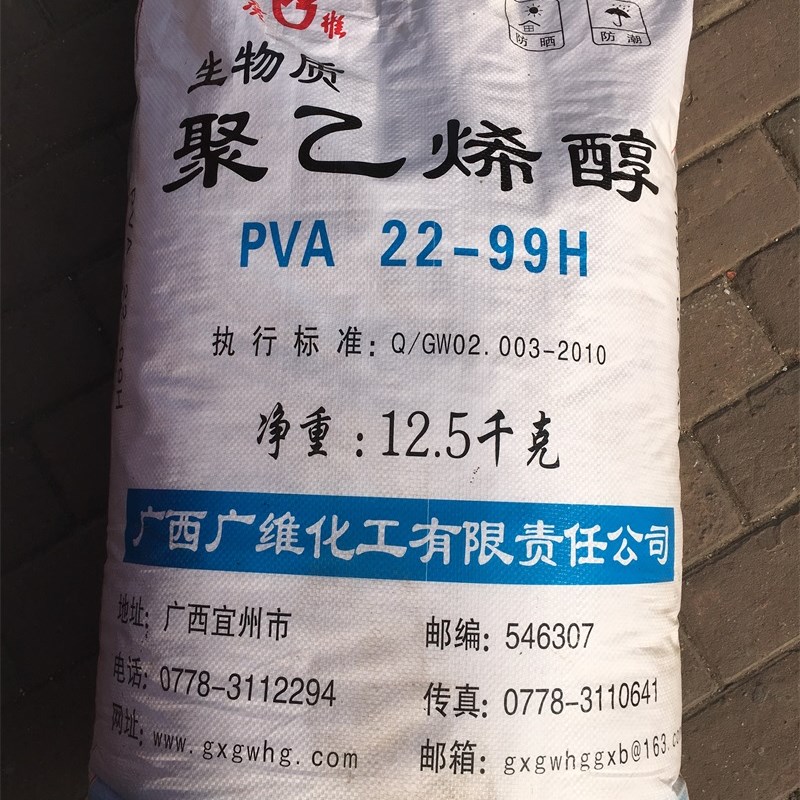 维
防晒 防潮
生物质
聚乙烯醇
PVA 22-99H
执行标准: Q/GW02.003-2010
净重:12.5千克
广西广维化工有限责任公司
地址: 广西宜州市 邮编: 546307
电话: 0778-3112294 传真: 0778-3110641
网址: www.gxgwhg.com 邮箱: gxgwhggxb@163.co